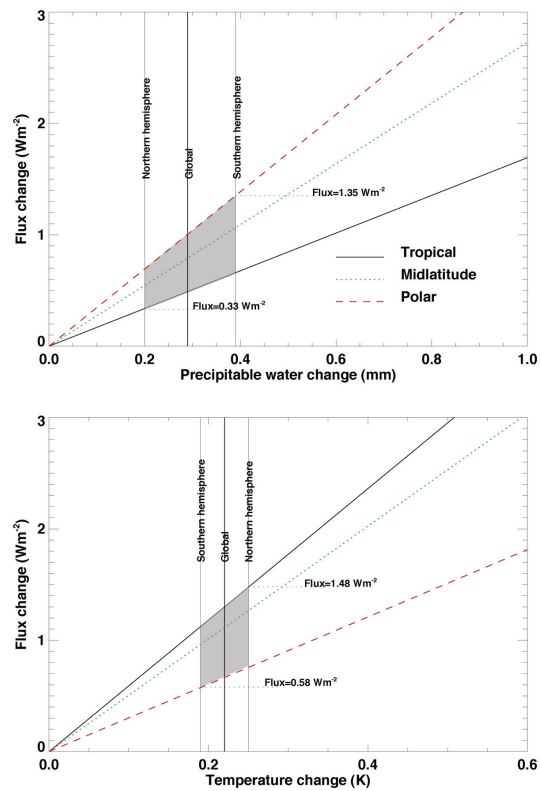 3
2
1
0
Flux change (Wm-2)
Northern hemisphere
Global
Southern hemisphere
Flux=1.35 Wm-2
Flux=0.33 Wm-2
Tropical
Midlatitude
Polar
0.0 0.2 0.4 0.6 0.8 1.0
Precipitable water change (mm)
3
2
1
0
Flux change (Wm-2)
Southern hemisphere
Global
Northern hemisphere
Flux=1.48 Wm-2
Flux=0.58 Wm-2
0.0 0.2 0.4 0.6
Temperature change (K)